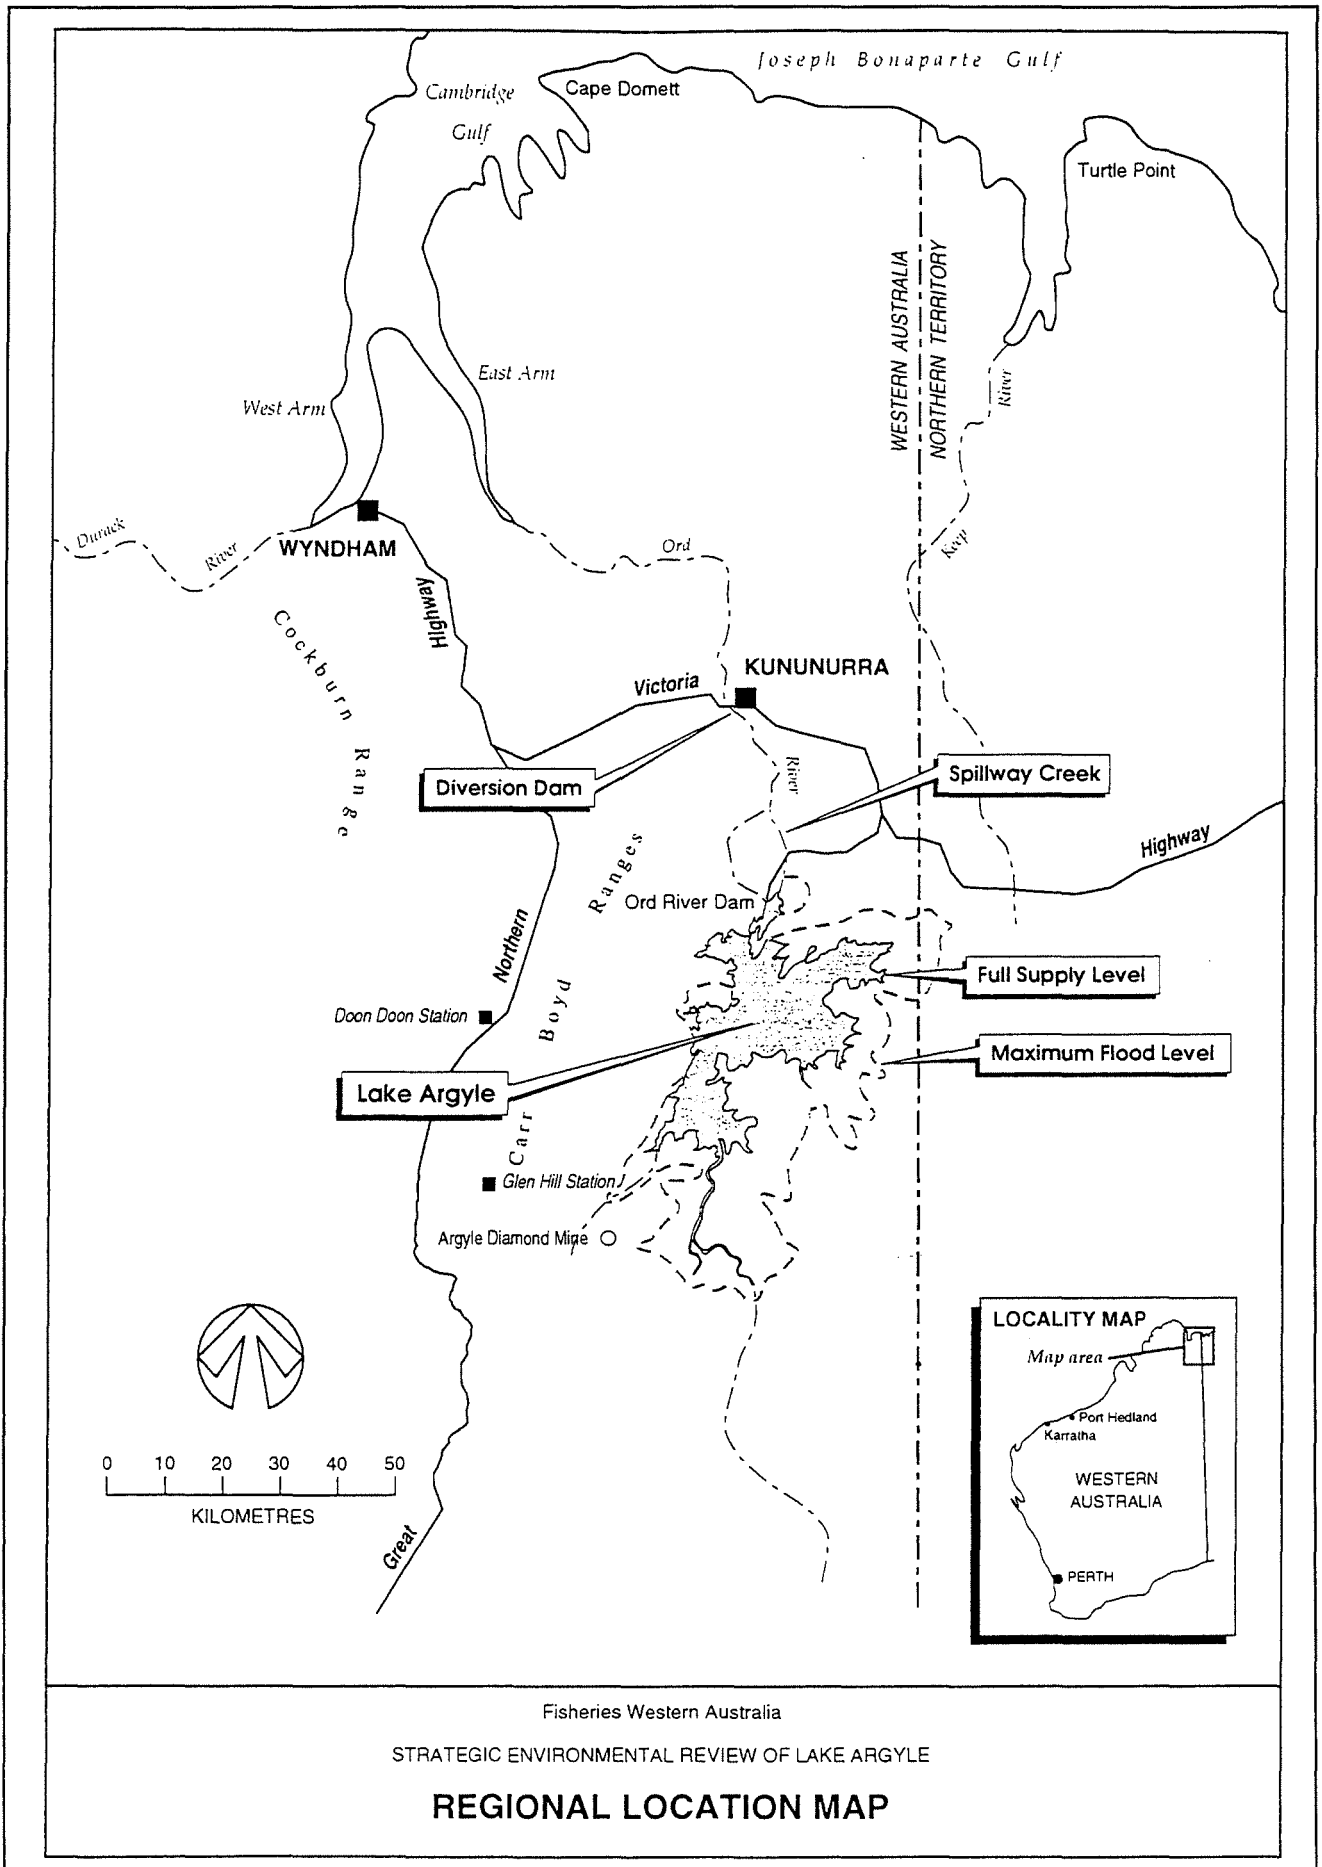 Joseph Bonaparte Gulf
Cambridge
Gulf
Cape Domett
Turtle Point
WESTERN AUSTRALIA
NORTHERN TERRITORY
East Arm
West Arm
River
Durack
River
WYNDHAM
Ord
Keep
Highway
Cockburn Range
KUNUNURRA
Victoria
River
Spillway Creek
Diversion Dam
Highway
Ranges
Ord River Dam
Northern
Full Supply Level
Boyd
Doon Doon Station
Maximum Flood Level
Lake Argyle
Carr
Glen Hill Station
Argyle Diamond Mine
LOCALITY MAP
Map area
Port Hedland
Karratha
WESTERN
AUSTRALIA
PERTH
0 10 20 30 40 50
KILOMETRES
Great
Fisheries Western Australia
STRATEGIC ENVIRONMENTAL REVIEW OF LAKE ARGYLE
REGIONAL LOCATION MAP